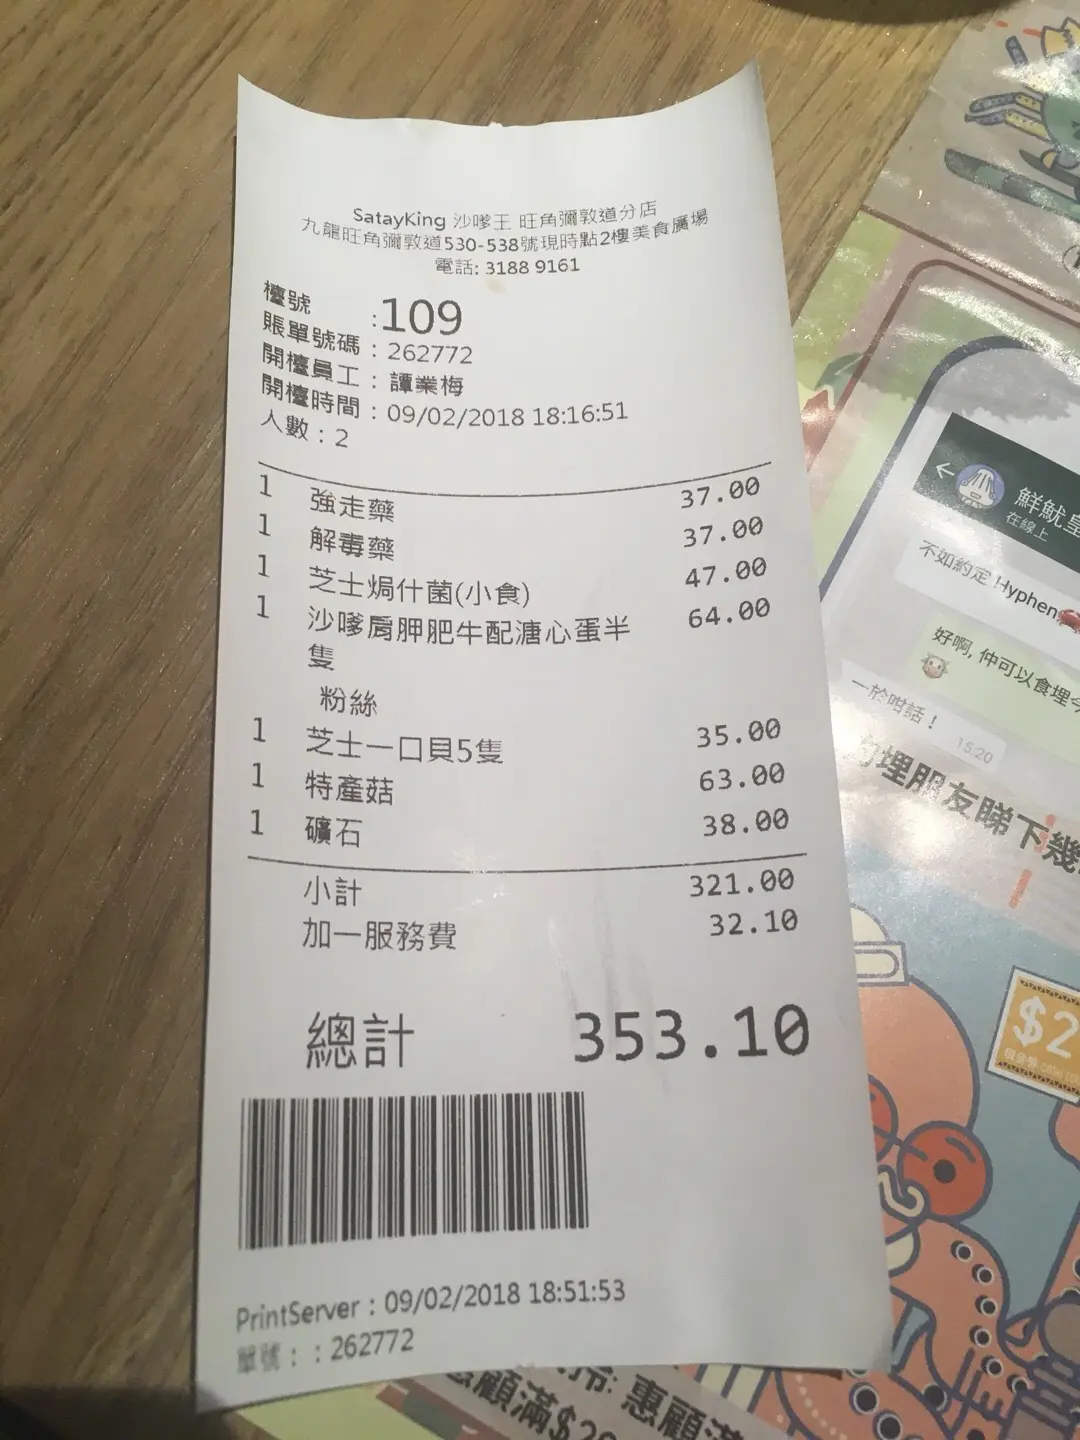 SatayKing 沙嗲王 旺角彌敦道分店
九龍旺角彌敦道530-538號現時點2樓美食廣場
電話: 3188 9161
檯號 :109
賬單號碼 : 262772
開檯員工 : 譚業梅
開檯時間 : 09/02/2018 18:16:51
人數 : 2
1 強走藥 37.00
1 解毒藥 37.00
1 芝士焗什菌(小食) 47.00
1 沙嗲肩胛肥牛配溏心蛋半 64.00
隻
粉絲
1 芝士一口貝5隻 35.00
1 特產菇 63.00
1 礦石 38.00
小計 321.00
加一服務費 32.10
總計 353.10
PrintServer : 09/02/2018 18:51:53
單號 : : 262772
鮮魷皇
在線上
不如約定 Hyphen
好啊, 仲可以食埋今
一於咁話！
15:20
埋朋友睇下幾
$2
惠顧滿
惠顧滿$2